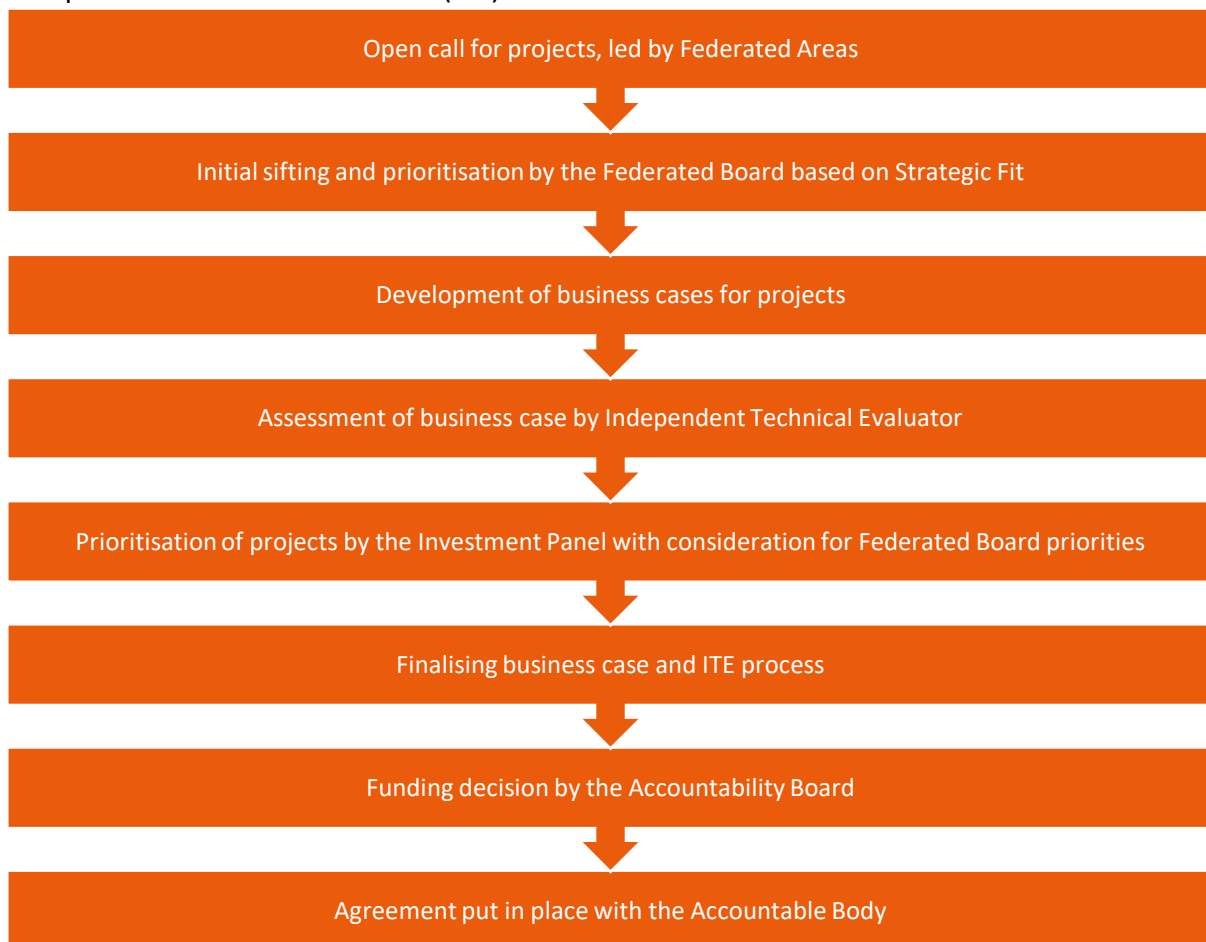 Open call for projects, led by Federated Areas
Initial sifting and prioritisation by the Federated Board based on Strategic Fit
Development of business cases for projects
Assessment of business case by Independent Technical Evaluator
Prioritisation of projects by the Investment Panel with consideration for Federated Board priorities
Finalising business case and ITE process
Funding decision by the Accountability Board
Agreement put in place with the Accountable Body